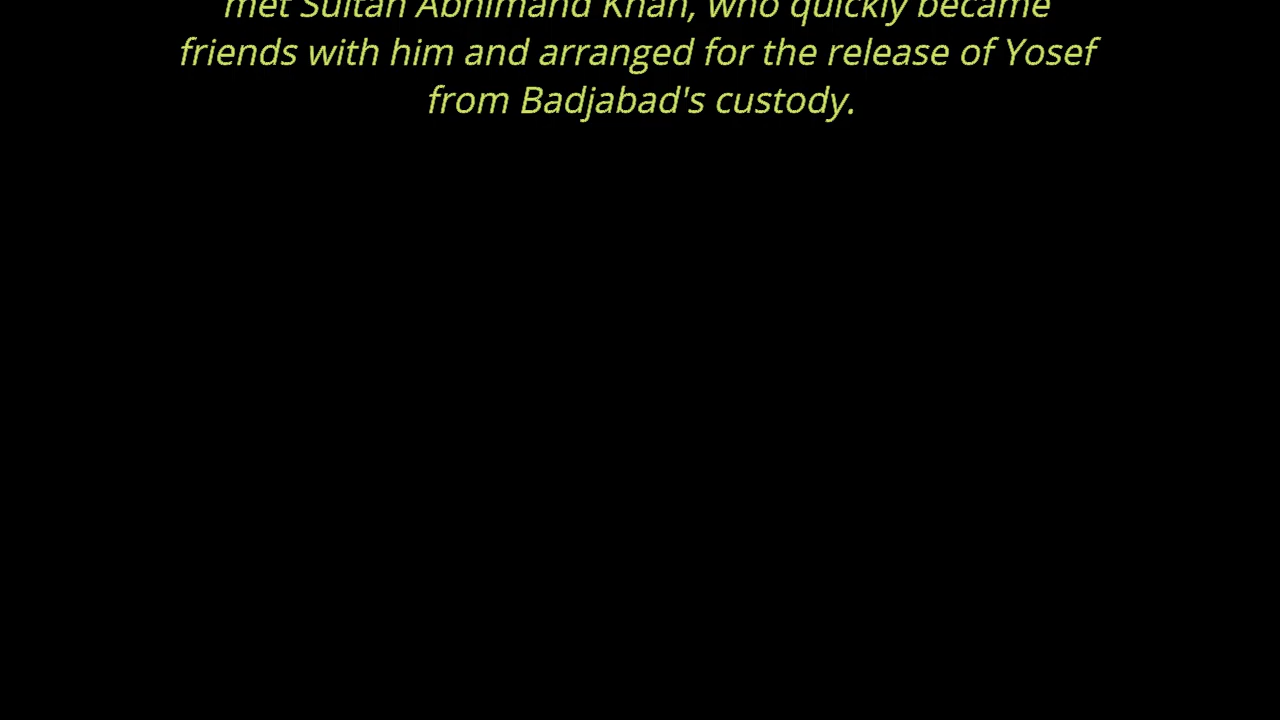 met Sultan Abhimand Khan, who quickly became
friends with him and arranged for the release of Yosef
from Badjabad's custody.